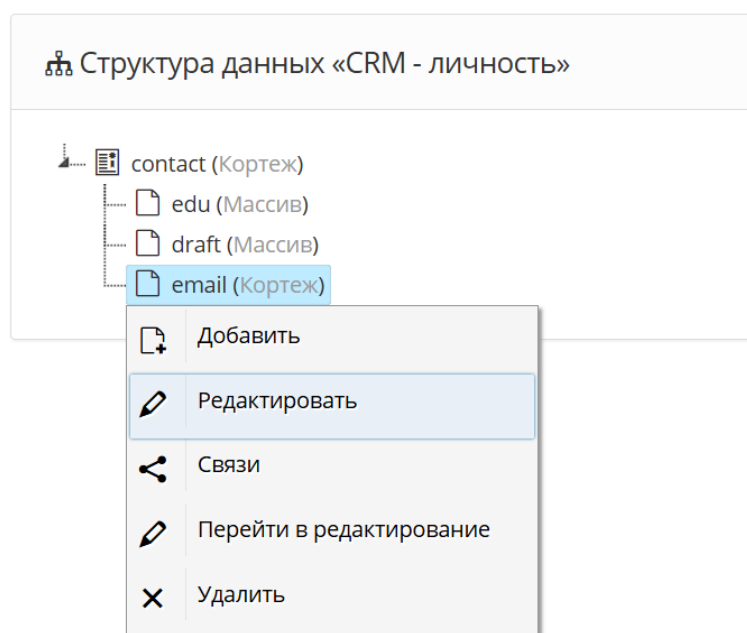 Структура данных «CRM - личность»
contact (Кортеж)
edu (Массив)
draft (Массив)
email (Кортеж)
Добавить
Редактировать
Связи
Перейти в редактирование
Удалить